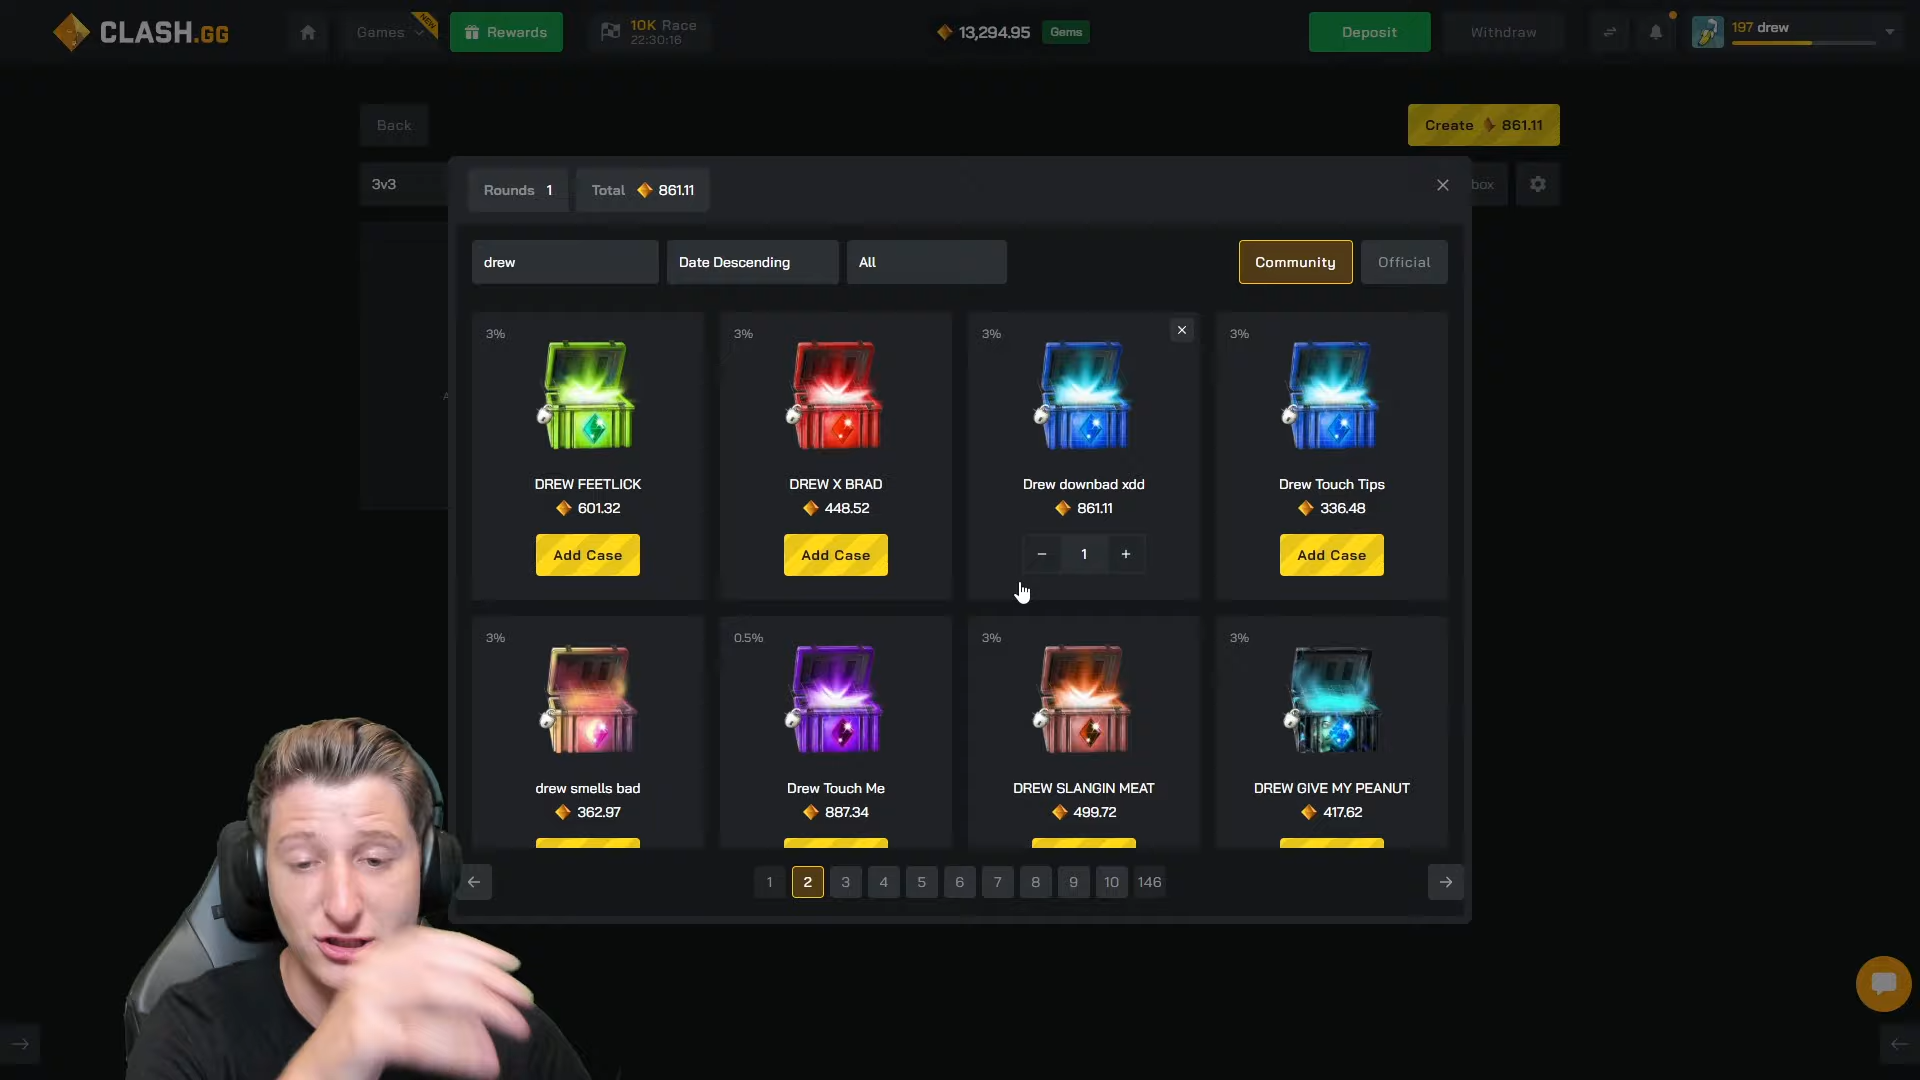 CLASH.GG
Games
NEW
Rewards
10K Race
22:30:16
13,294.95
Gems
Deposit
Withdraw
197 drew
Back
Create 861.11
3v3
Rounds 1
Total 861.11
box
drew
Date Descending
All
Community
Official
3%
3%
3%
3%
DREW FEETLICK
DREW X BRAD
Drew downbad xdd
Drew Touch Tips
601.32
448.52
861.11
336.48
Add Case
Add Case
1
Add Case
3%
0.5%
3%
3%
drew smells bad
Drew Touch Me
DREW SLANGIN MEAT
DREW GIVE MY PEANUT
362.97
887.34
499.72
417.62
1 2 3 4 5 6 7 8 9 10 146